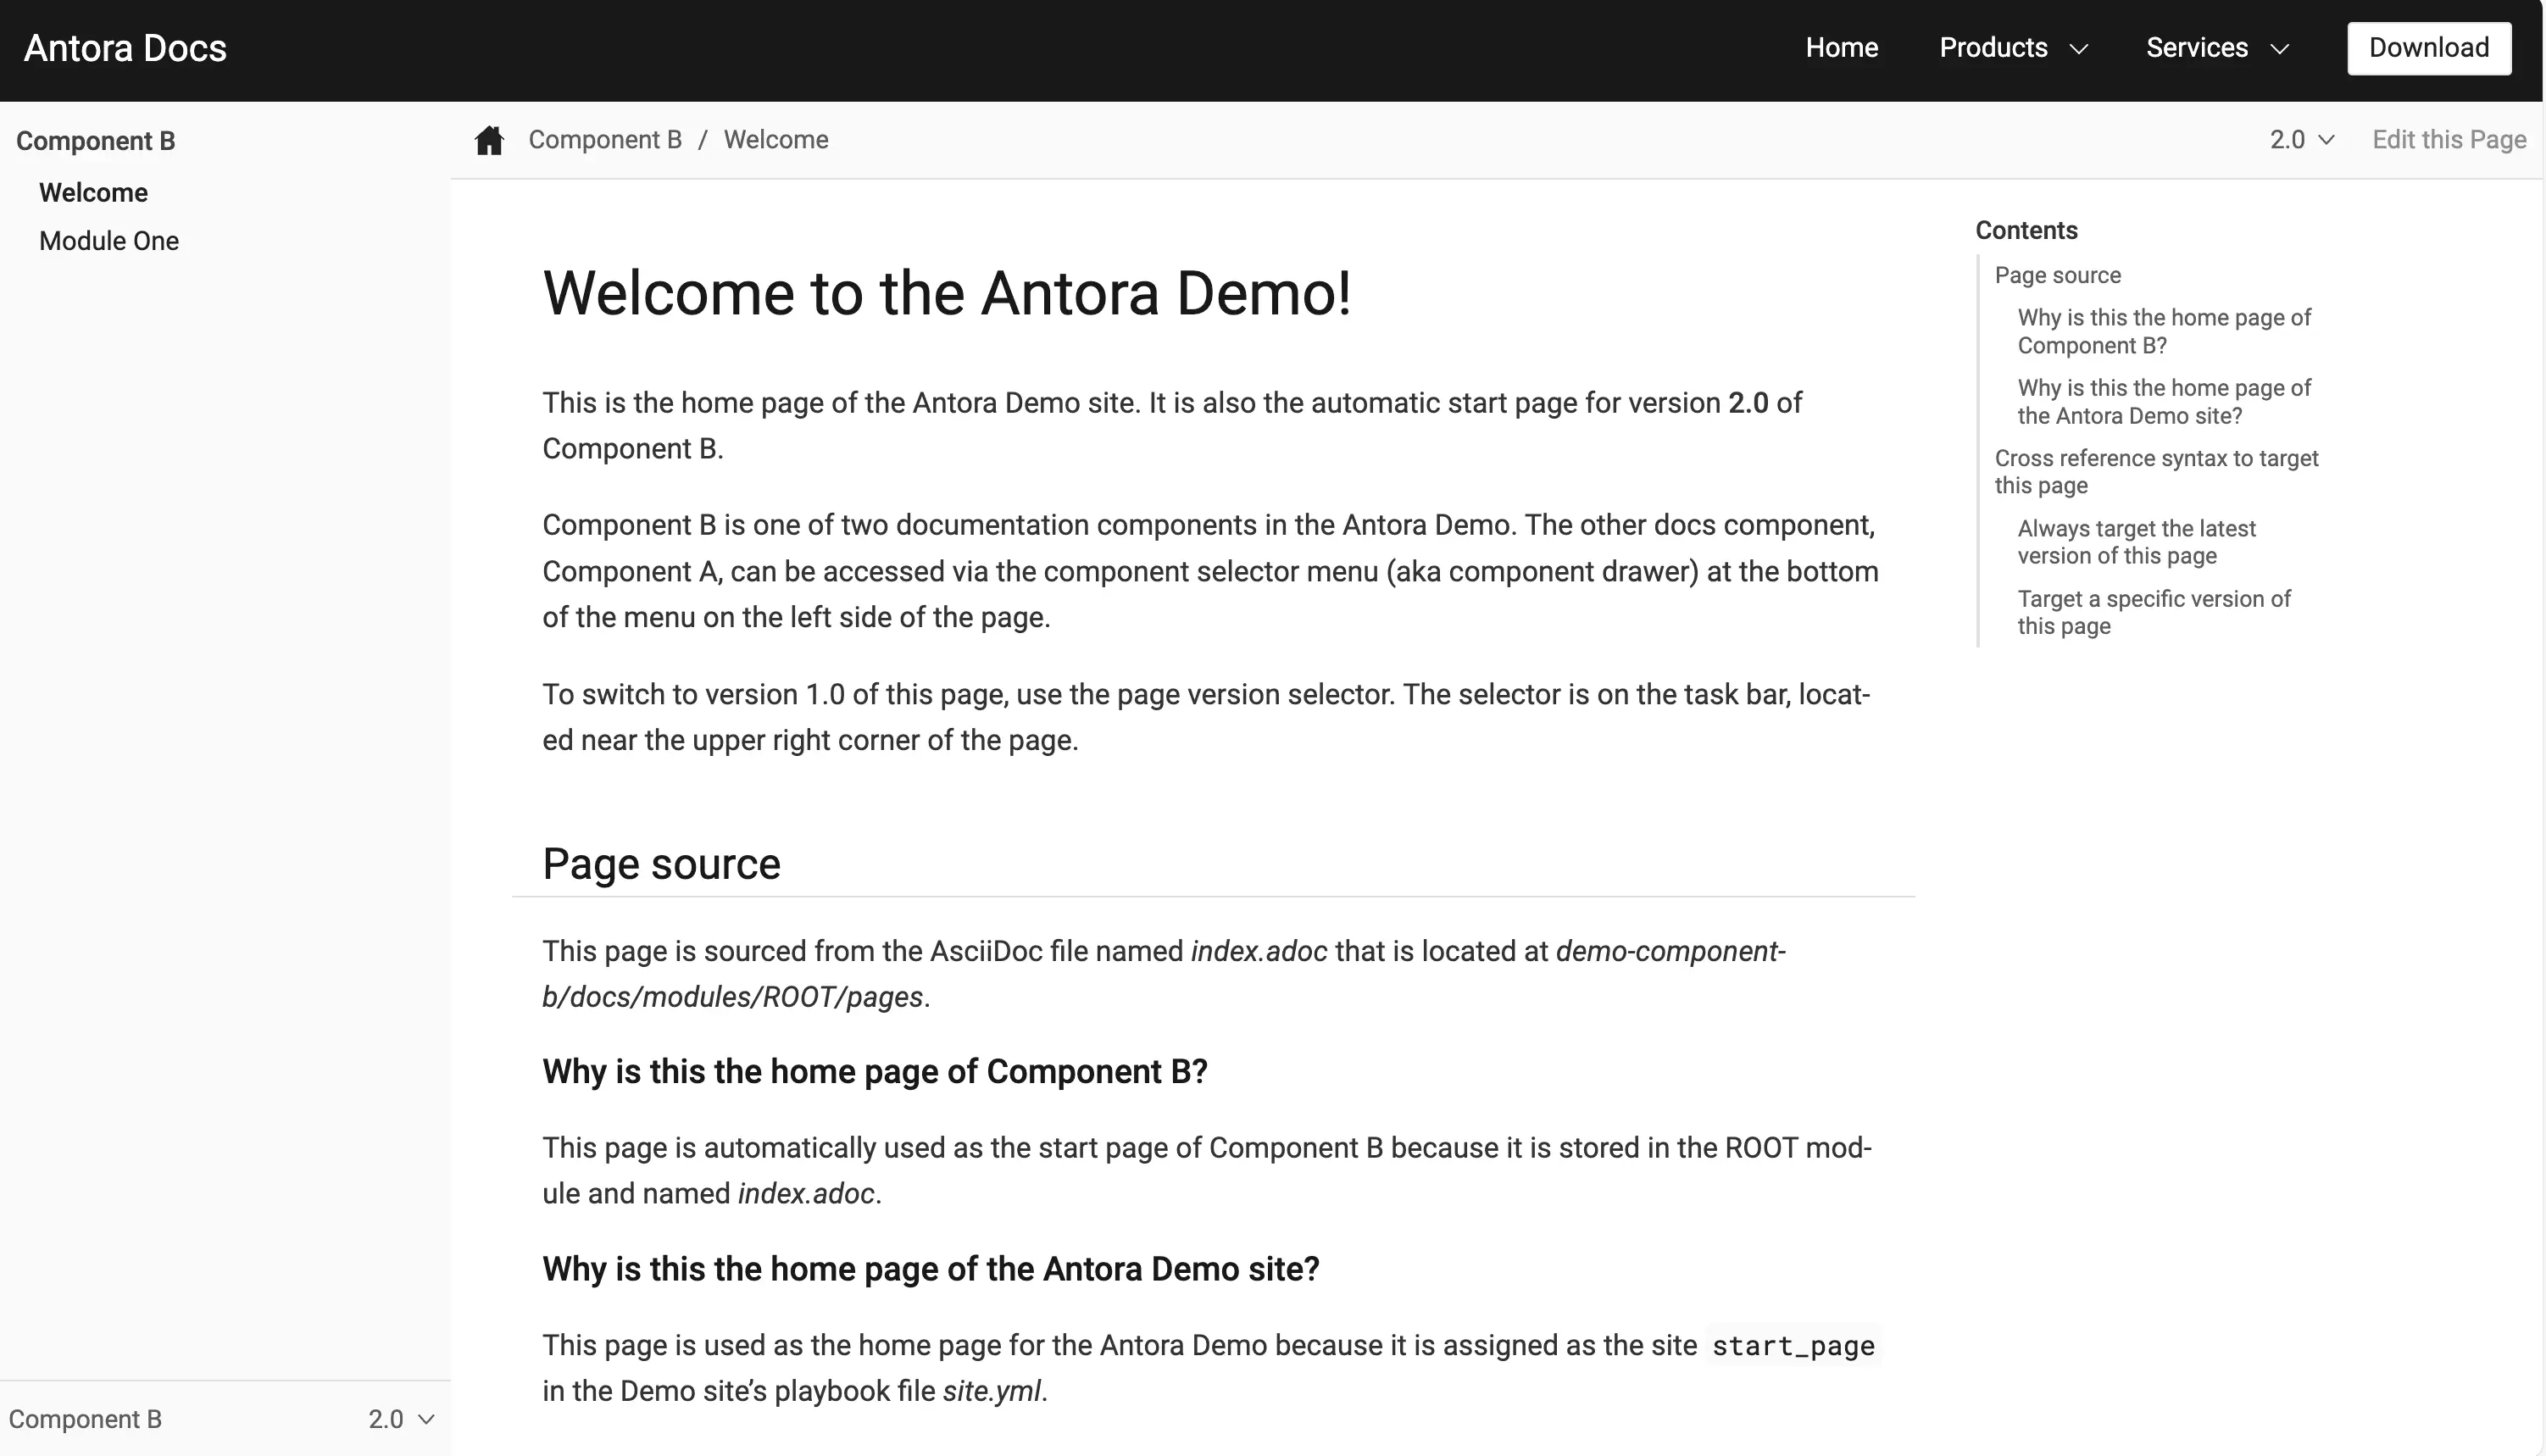 Antora Docs
Home Products Services Download
Component B
Welcome
Module One
Component B / Welcome
2.0 Edit this Page
Welcome to the Antora Demo!
This is the home page of the Antora Demo site. It is also the automatic start page for version 2.0 of
Component B.
Component B is one of two documentation components in the Antora Demo. The other docs component,
Component A, can be accessed via the component selector menu (aka component drawer) at the bottom
of the menu on the left side of the page.
To switch to version 1.0 of this page, use the page version selector. The selector is on the task bar, locat-
ed near the upper right corner of the page.
Page source
This page is sourced from the AsciiDoc file named index.adoc that is located at demo-component-
b/docs/modules/ROOT/pages.
Why is this the home page of Component B?
This page is automatically used as the start page of Component B because it is stored in the ROOT mod-
ule and named index.adoc.
Why is this the home page of the Antora Demo site?
This page is used as the home page for the Antora Demo because it is assigned as the site start_page
in the Demo site’s playbook file site.yml.
Contents
Page source
Why is this the home page of
Component B?
Why is this the home page of
the Antora Demo site?
Cross reference syntax to target
this page
Always target the latest
version of this page
Target a specific version of
this page
Component B 2.0